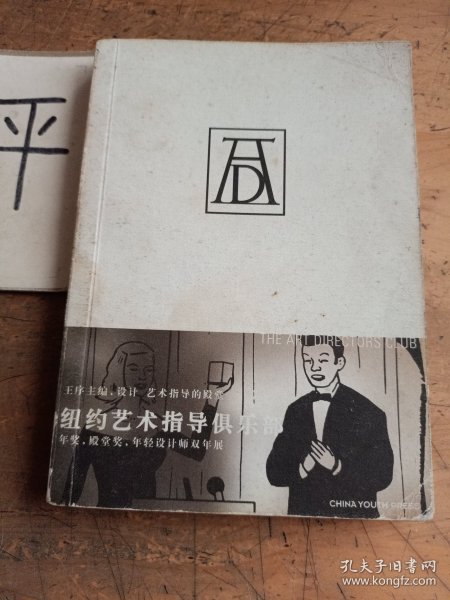 平
AD
THE ART DIRECTORS CLUB
王序主编、设计 艺术指导的殿堂
纽约艺术指导俱乐部
年奖，殿堂奖，年轻设计师双年展
CHINA YOUTH PRESS
孔夫子旧书网
www.kongfz.com